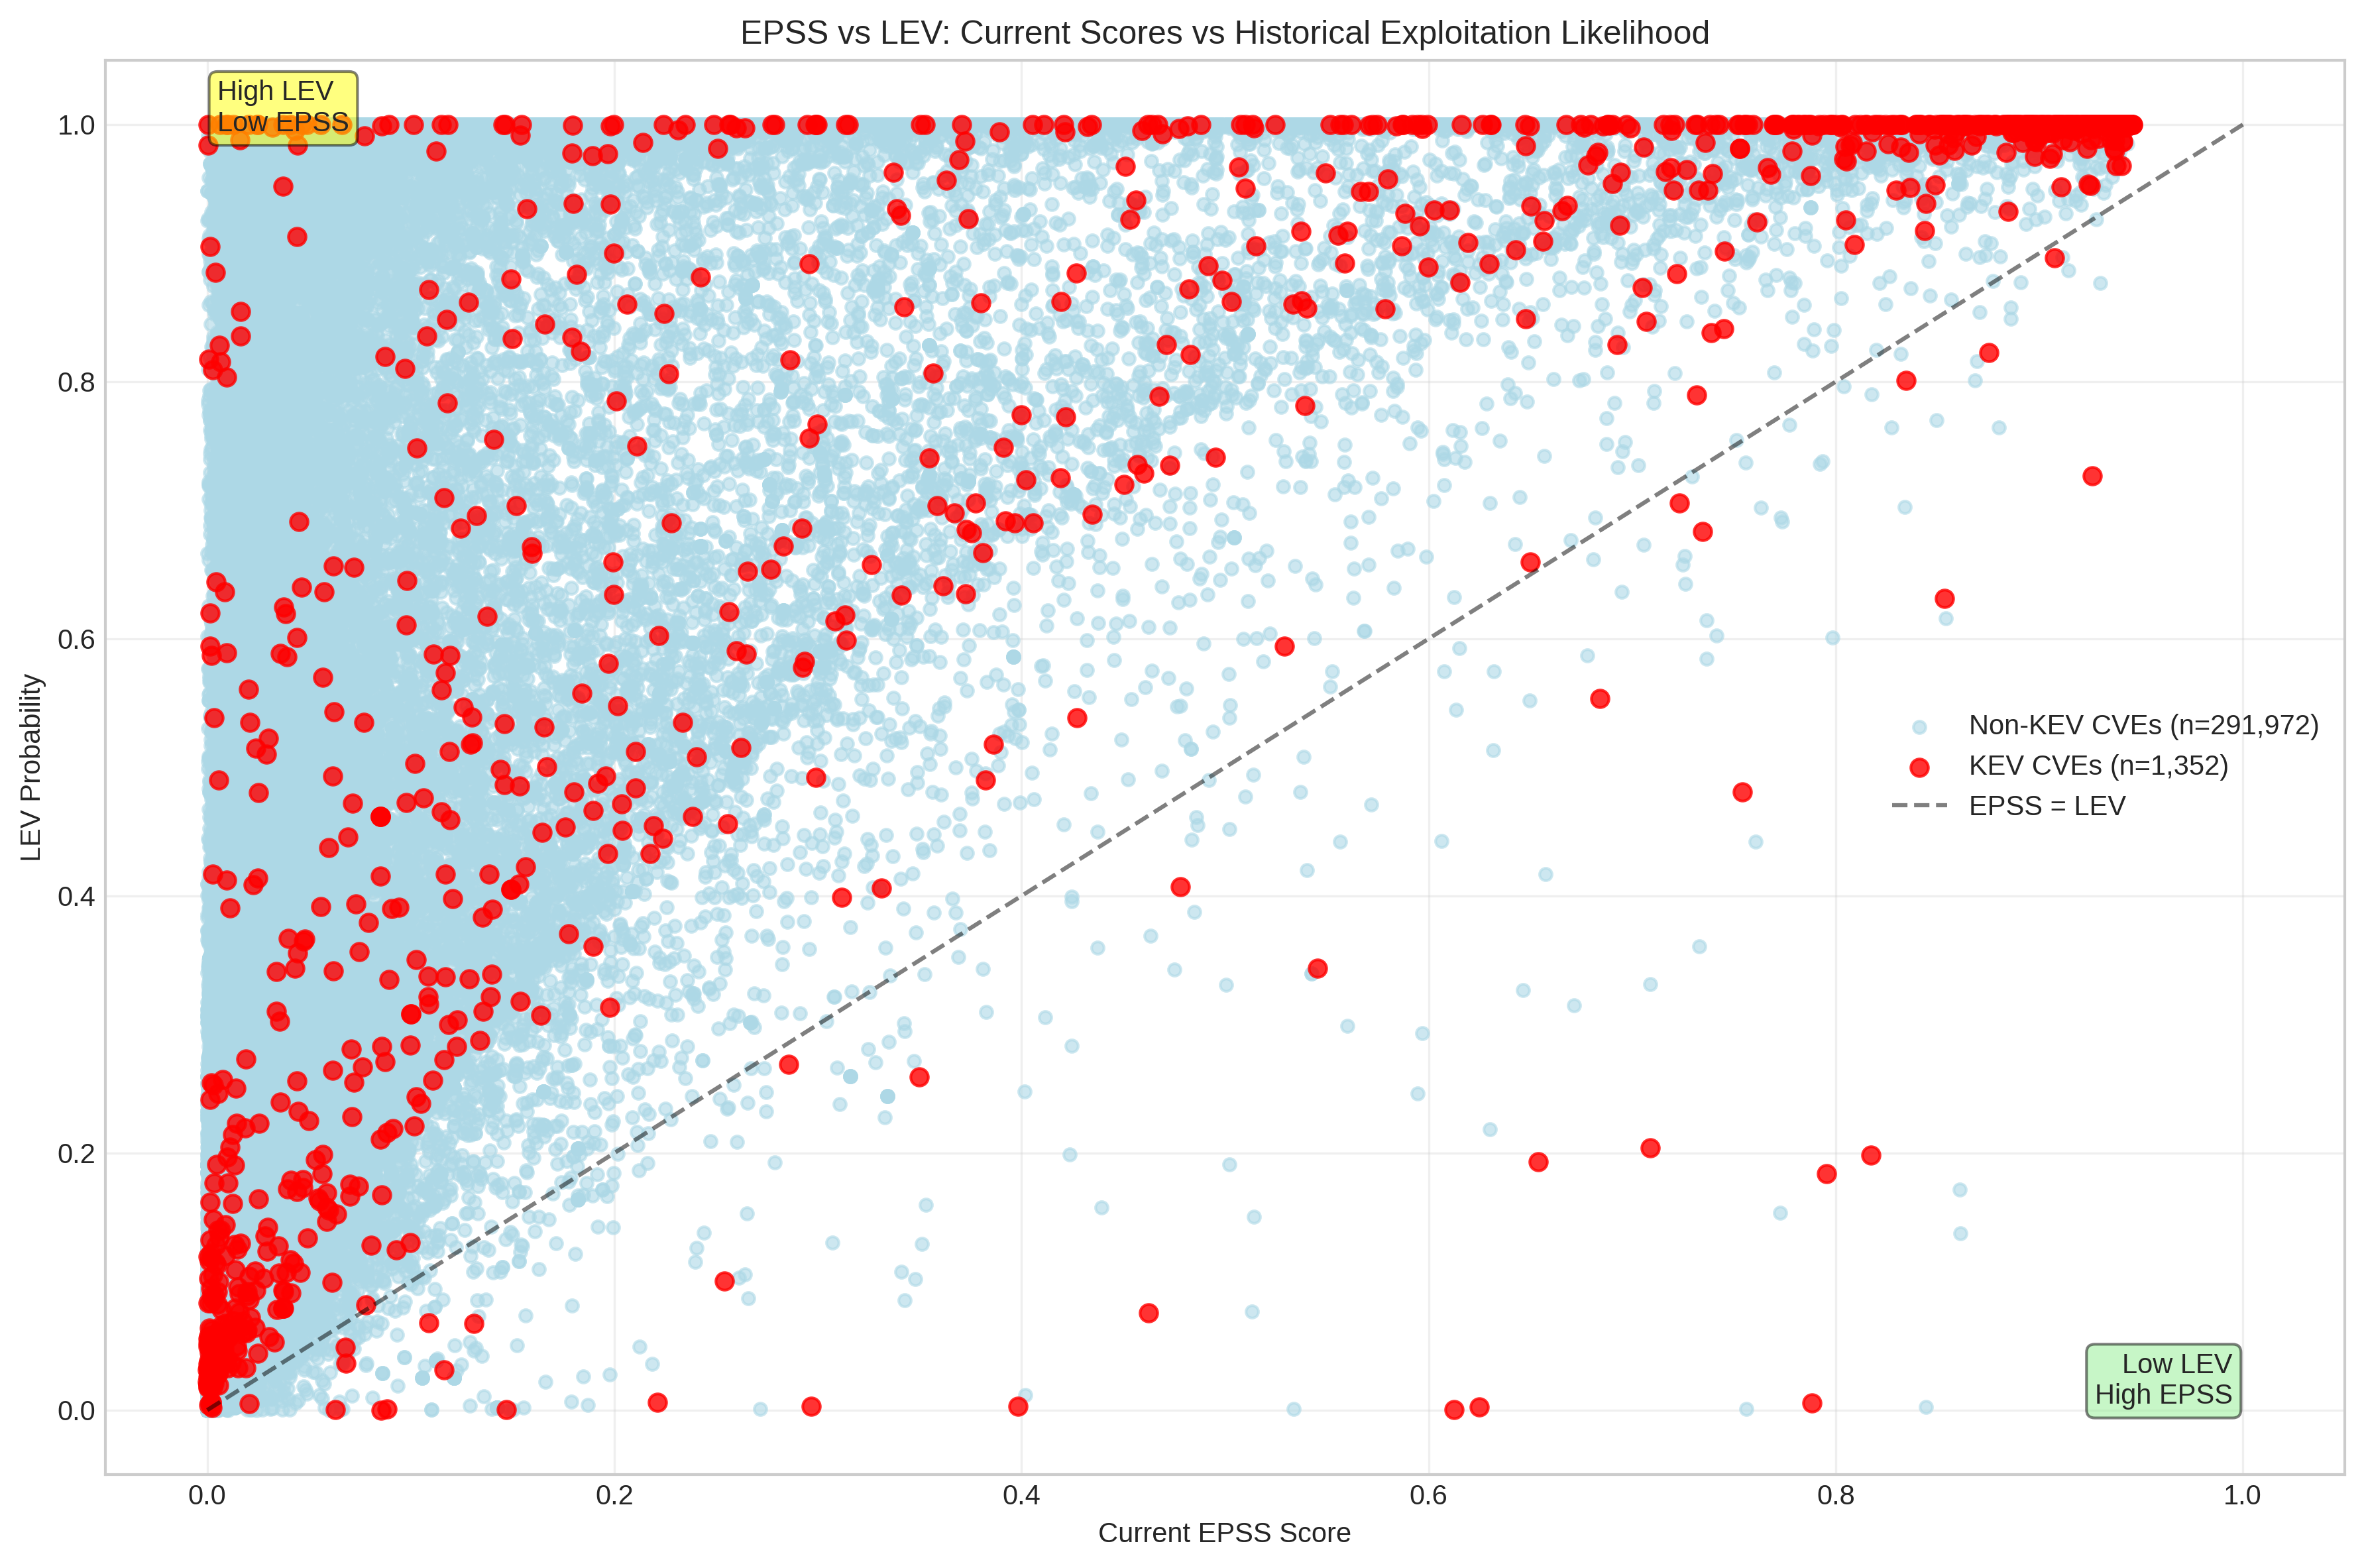 EPSS vs LEV: Current Scores vs Historical Exploitation Likelihood
High LEV
Low EPSS
1.0
0.8
0.6
0.4
0.2
0.0
LEV Probability
Non-KEV CVEs (n=291,972)
KEV CVEs (n=1,352)
EPSS = LEV
Low LEV
High EPSS
0.0 0.2 0.4 0.6 0.8 1.0
Current EPSS Score